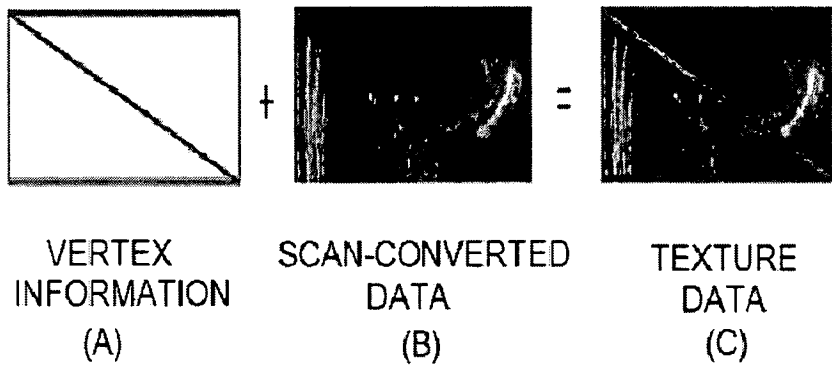 + =
VERTEX INFORMATION (A)
SCAN-CONVERTED DATA (B)
TEXTURE DATA (C)